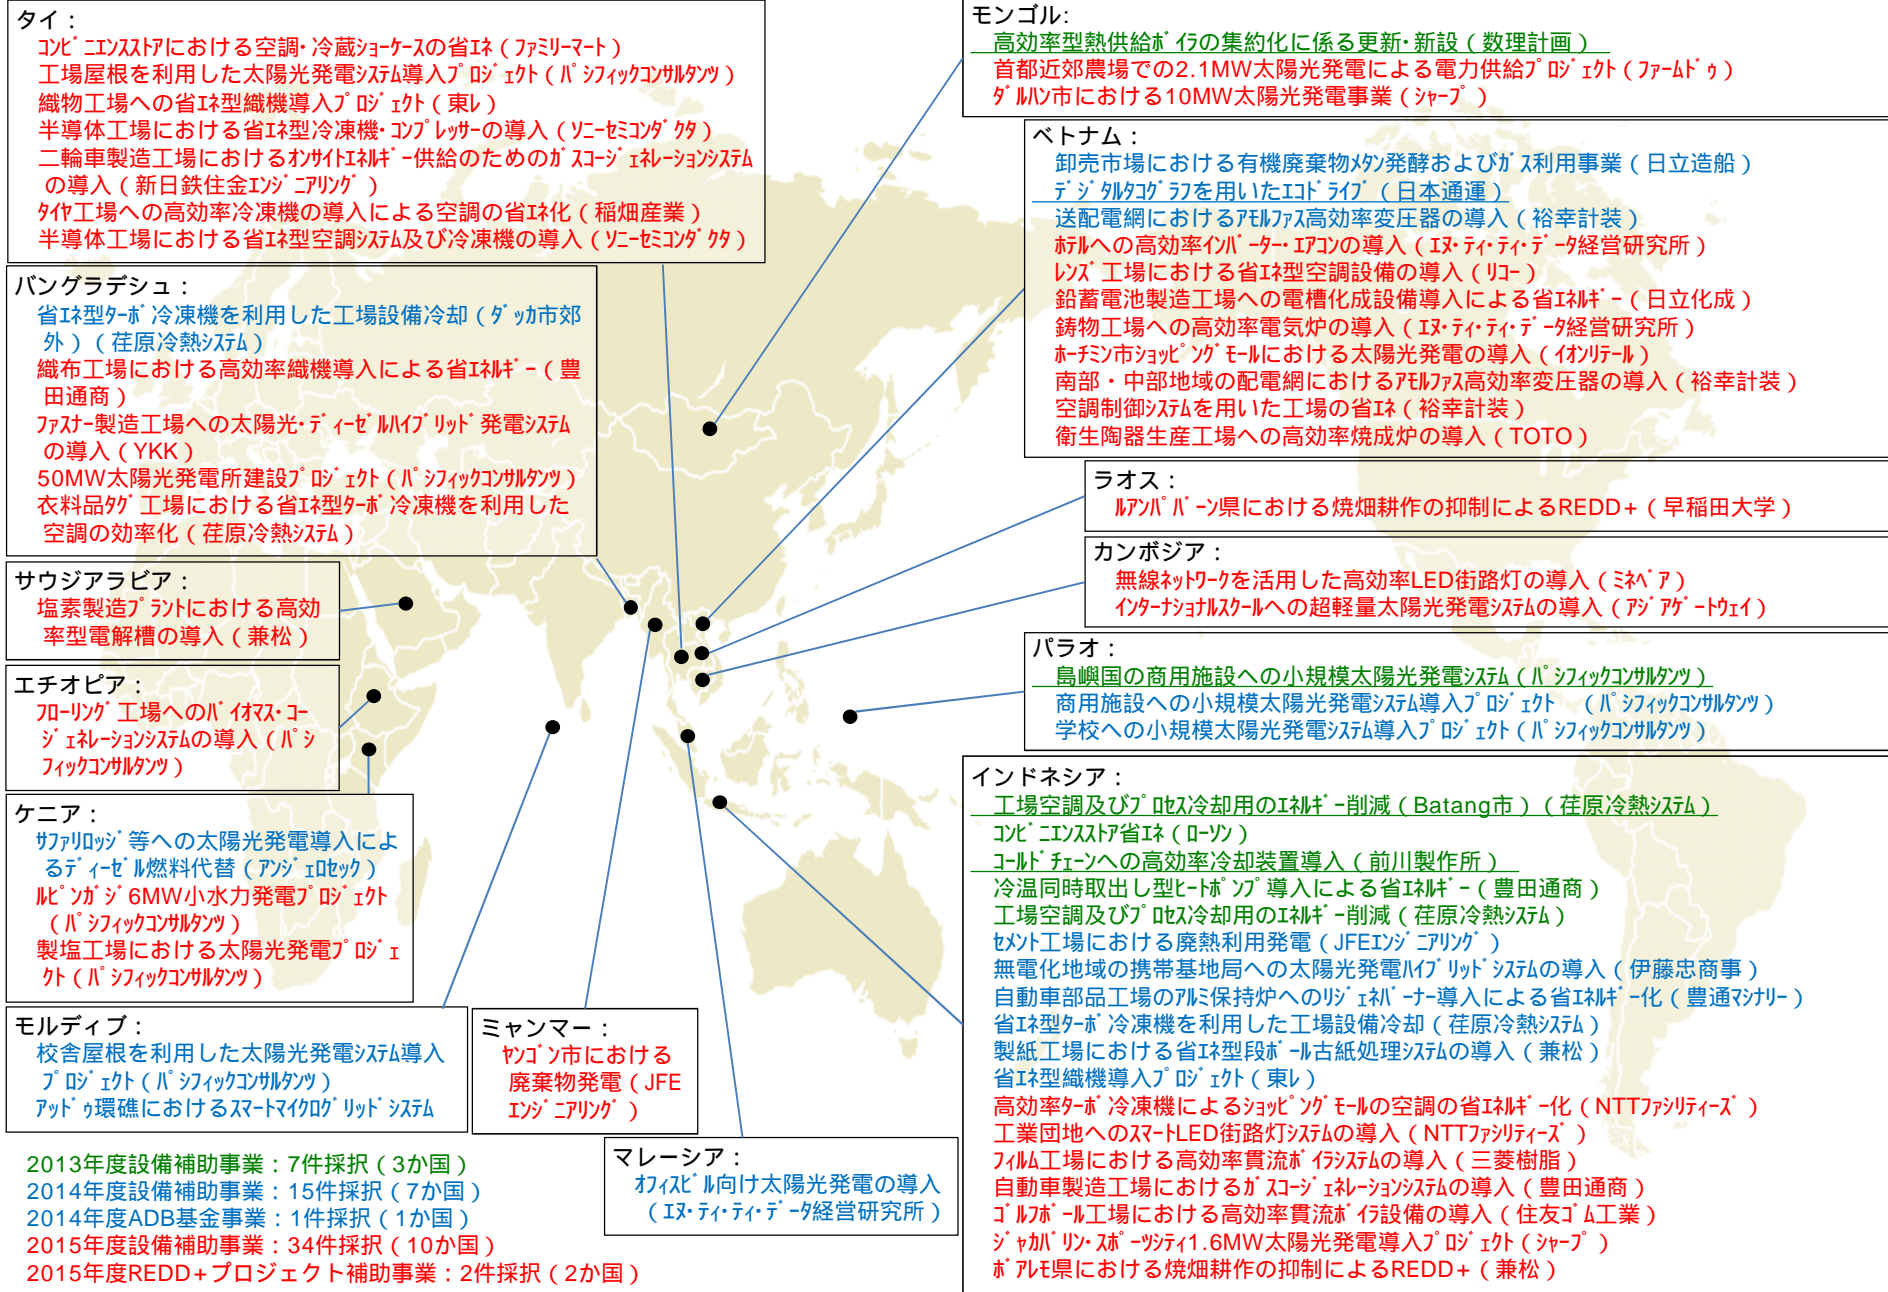 タイ：
コンビニエンスストアにおける空調・冷蔵ショーケースの省エネ（ファミリーマート）
工場屋根を利用した太陽光発電システム導入プロジェクト（パシフィックコンサルタンツ）
織物工場への省エネ型織機導入プロジェクト（東レ）
半導体工場における省エネ型冷凍機・コンプレッサーの導入（ソニーセミコンダクタ）
二輪車製造工場におけるオンサイトエネルギー供給のためのガスコージェネレーションシステム
の導入（新日鉄住金エンジニアリング）
タイヤ工場への高効率冷凍機の導入による空調の省エネ化（稲畑産業）
半導体工場における省エネ型空調システム及び冷凍機の導入（ソニーセミコンダクタ）
バングラデシュ：
省エネ型ターボ冷凍機を利用した工場設備冷却（ダッカ市郊
外）（荏原冷熱システム）
織布工場における高効率織機導入による省エネルギー（豊
田通商）
ファスナー製造工場への太陽光・ディーゼルハイブリッド発電システム
の導入（YKK）
50MW太陽光発電所建設プロジェクト（パシフィックコンサルタンツ）
衣料品タグ工場における省エネ型ターボ冷凍機を利用した
空調の効率化（荏原冷熱システム）
サウジアラビア：
塩素製造プラントにおける高効
率型電解槽の導入（兼松）
エチオピア：
フローリング工場へのバイオマス・コー
ジェネレーションシステムの導入（パシ
フィックコンサルタンツ）
ケニア：
サファリロッジ等への太陽光発電導入によ
るディーゼル燃料代替（アンジェロセック）
ルピンガジ6MW小水力発電プロジェクト
（パシフィックコンサルタンツ）
製塩工場における太陽光発電プロジェ
クト（パシフィックコンサルタンツ）
モルディブ：
校舎屋根を利用した太陽光発電システム導入
プロジェクト（パシフィックコンサルタンツ）
アッドゥ環礁におけるスマートマイクログリッドシステム
ミャンマー：
ヤンゴン市における
廃棄物発電（JFE
エンジニアリング）
マレーシア：
オフィスビル向け太陽光発電の導入
（エヌ・ティ・ティ・データ経営研究所）
2013年度設備補助事業：7件採択（3か国）
2014年度設備補助事業：15件採択（7か国）
2014年度ADB基金事業：1件採択（1か国）
2015年度設備補助事業：34件採択（10か国）
2015年度REDD+プロジェクト補助事業：2件採択（2か国）
モンゴル:
高効率型熱供給ボイラの集約化に係る更新・新設（数理計画）
首都近郊農場での2.1MW太陽光発電による電力供給プロジェクト（ファームドゥ）
ダルハン市における10MW太陽光発電事業（シャープ）
ベトナム：
卸売市場における有機廃棄物メタン発酵およびガス利用事業（日立造船）
デジタルタコグラフを用いたエコドライブ（日本通運）
送配電網におけるアモルファス高効率変圧器の導入（裕幸計装）
ホテルへの高効率インバーター・エアコンの導入（エヌ・ティ・ティ・データ経営研究所）
レンズ工場における省エネ型空調設備の導入（リコー）
鉛蓄電池製造工場への電槽化成設備導入による省エネルギー（日立化成）
鋳物工場への高効率電気炉の導入（エヌ・ティ・ティ・データ経営研究所）
ホーチミン市ショッピングモールにおける太陽光発電の導入（イオンリテール）
南部・中部地域の配電網におけるアモルファス高効率変圧器の導入（裕幸計装）
空調制御システムを用いた工場の省エネ（裕幸計装）
衛生陶器生産工場への高効率焼成炉の導入（TOTO）
ラオス：
ルアンパバーン県における焼畑耕作の抑制によるREDD+（早稲田大学）
カンボジア：
無線ネットワークを活用した高効率LED街路灯の導入（ミネベア）
インターナショナルスクールへの超軽量太陽光発電システムの導入（アジアゲートウェイ）
パラオ：
島嶼国の商用施設への小規模太陽光発電システム（パシフィックコンサルタンツ）
商用施設への小規模太陽光発電システム導入プロジェクト　（パシフィックコンサルタンツ）
学校への小規模太陽光発電システム導入プロジェクト（パシフィックコンサルタンツ）
インドネシア：
工場空調及びプロセス冷却用のエネルギー削減（Batang市）（荏原冷熱システム）
コンビニエンスストア省エネ（ローソン）
コールドチェーンへの高効率冷却装置導入（前川製作所）
冷温同時取出し型ヒートポンプ導入による省エネルギー（豊田通商）
工場空調及びプロセス冷却用のエネルギー削減（荏原冷熱システム）
セメント工場における廃熱利用発電（JFEエンジニアリング）
無電化地域の携帯基地局への太陽光発電ハイブリッドシステムの導入（伊藤忠商事）
自動車部品工場のアルミ保持炉へのリジェネバーナー導入による省エネルギー化（豊通マシナリー）
省エネ型ターボ冷凍機を利用した工場設備冷却（荏原冷熱システム）
製紙工場における省エネ型段ボール古紙処理システムの導入（兼松）
省エネ型織機導入プロジェクト（東レ）
高効率ターボ冷凍機によるショッピングモールの空調の省エネルギー化（NTTファシリティーズ）
工業団地へのスマートLED街路灯システムの導入（NTTファシリティーズ）
フィルム工場における高効率貫流ボイラシステムの導入（三菱樹脂）
自動車製造工場におけるガスコージェネレーションシステムの導入（豊田通商）
ゴルフボール工場における高効率貫流ボイラ設備の導入（住友ゴム工業）
ジャカバリン・スポーツシティ1.6MW太陽光発電導入プロジェクト（シャープ）
ボアレモ県における焼畑耕作の抑制によるREDD+（兼松）